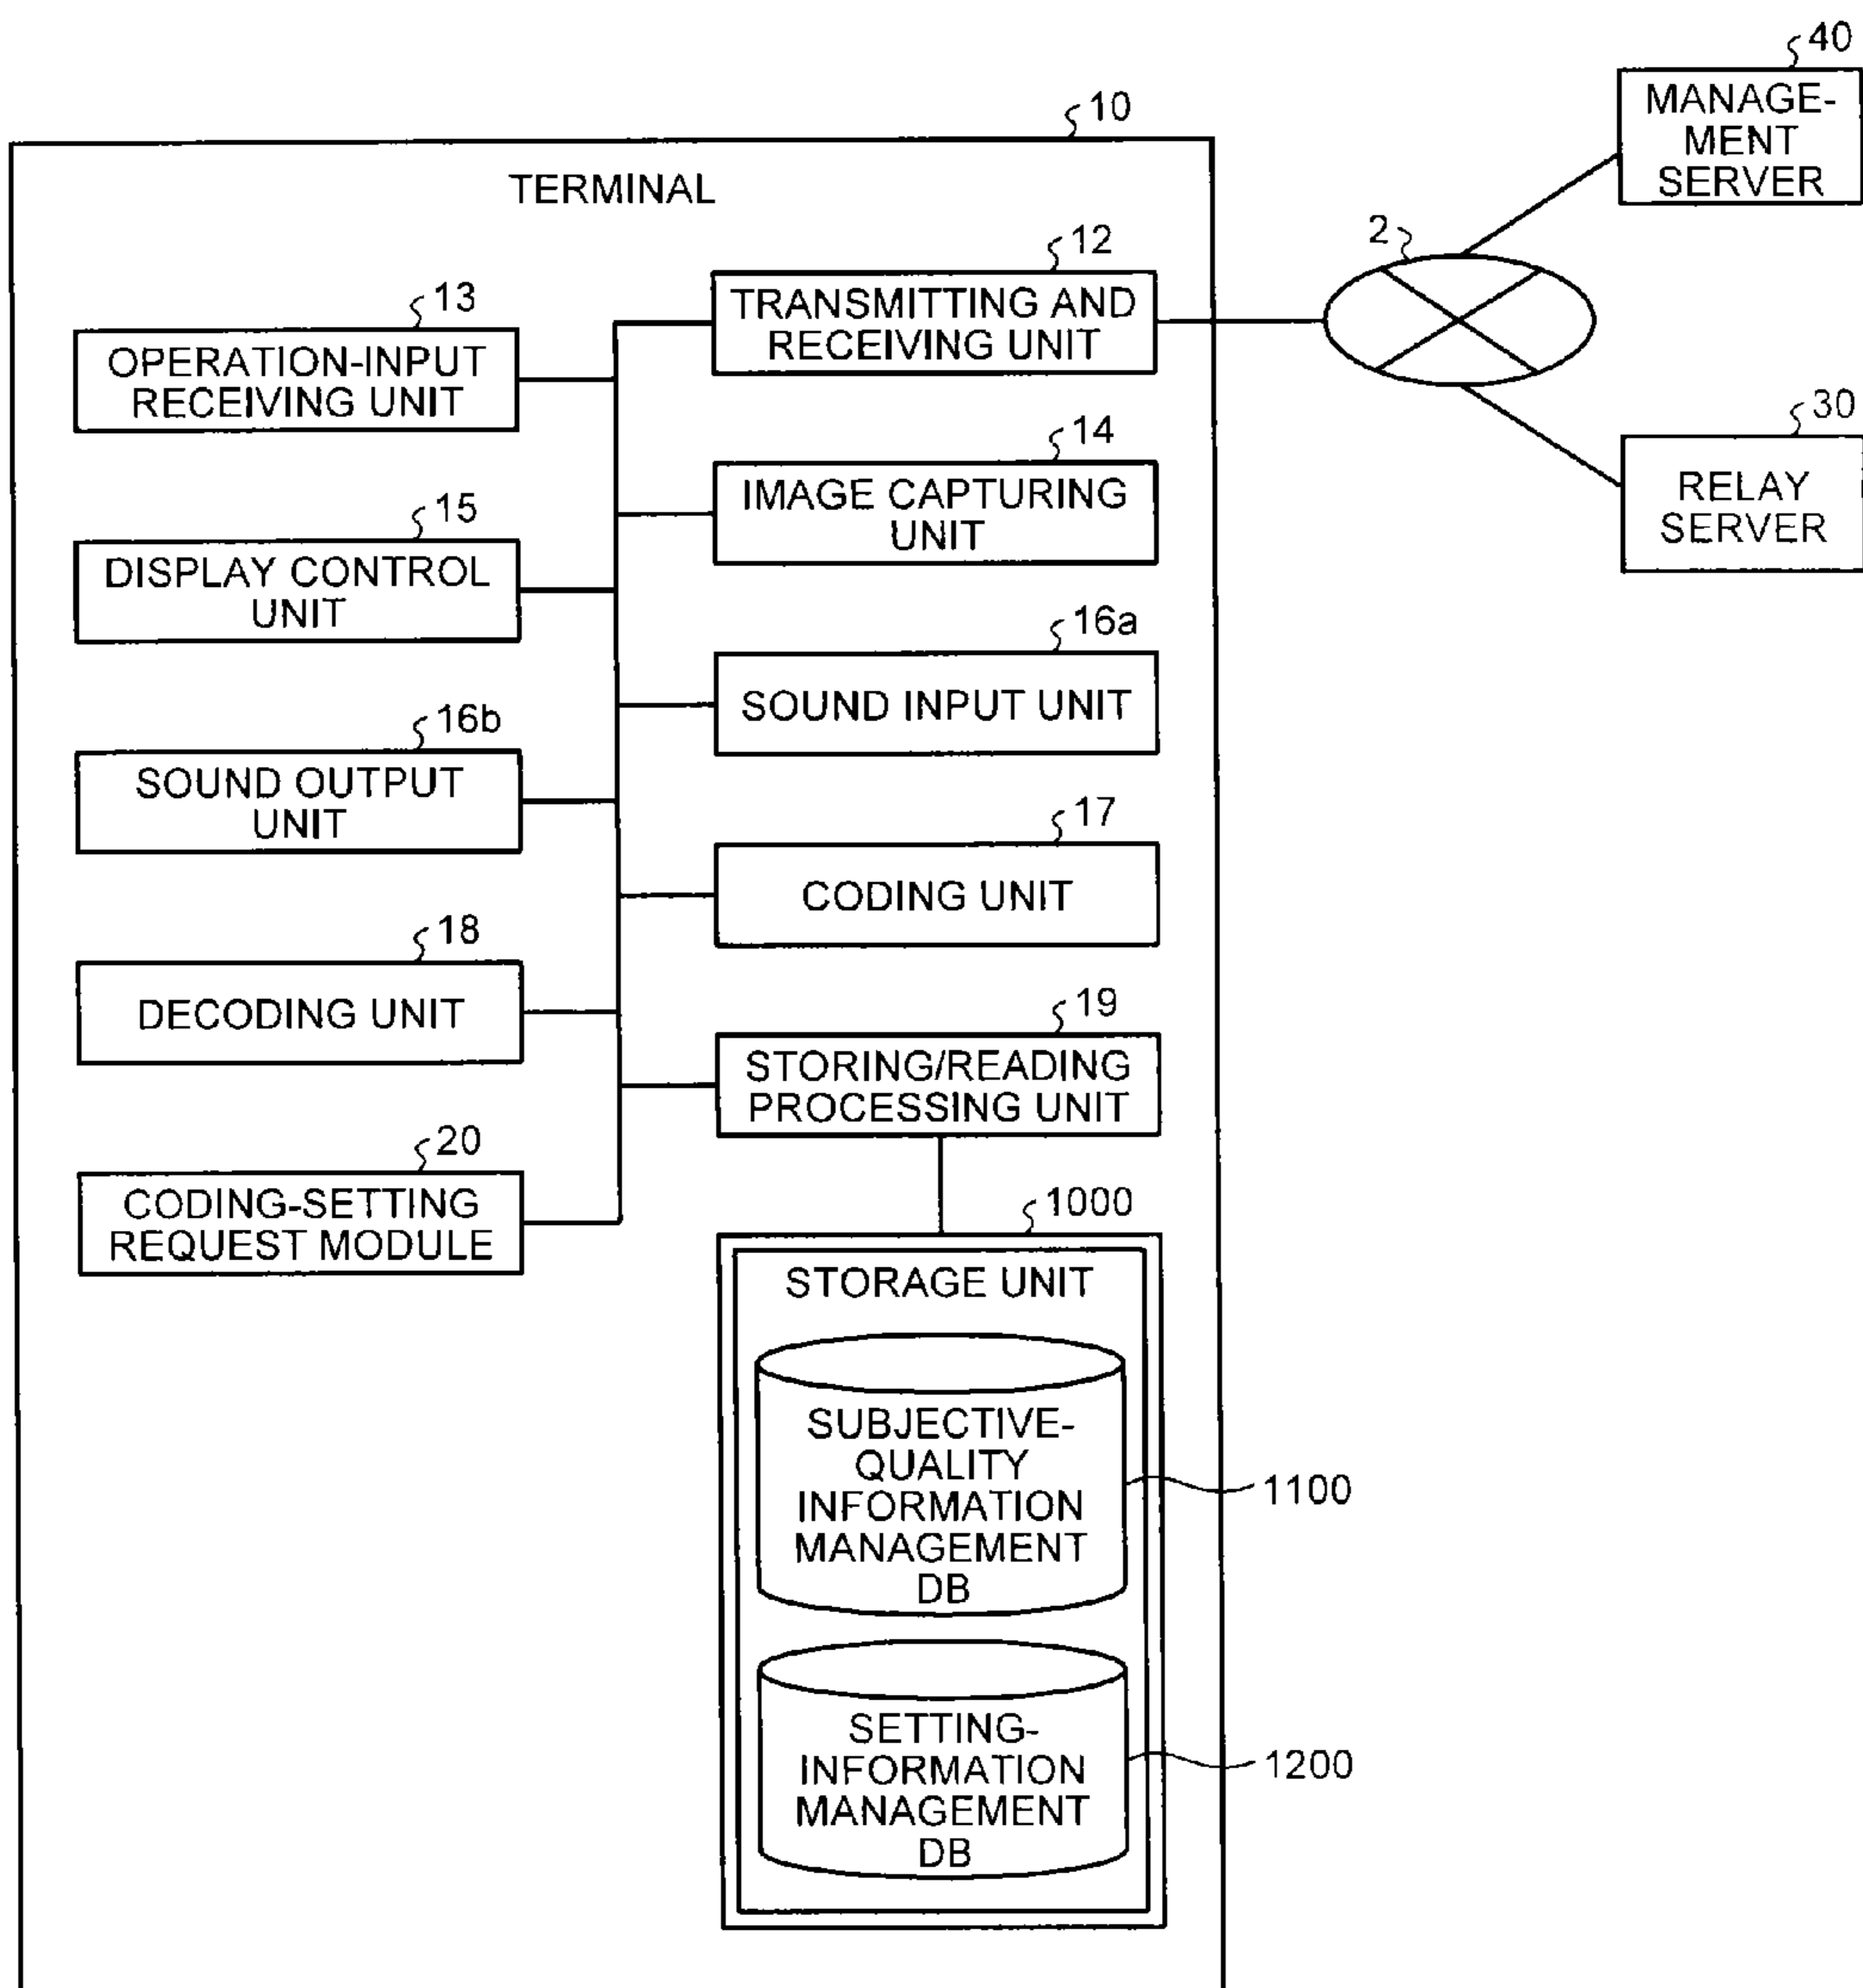 40
MANAGE-
MENT
SERVER
10
TERMINAL
2
12
TRANSMITTING AND
RECEIVING UNIT
13
OPERATION-INPUT
RECEIVING UNIT
30
RELAY
SERVER
14
IMAGE CAPTURING
UNIT
15
DISPLAY CONTROL
UNIT
16a
SOUND INPUT UNIT
16b
SOUND OUTPUT
UNIT
17
CODING UNIT
18
DECODING UNIT
19
STORING/READING
PROCESSING UNIT
20
CODING-SETTING
REQUEST MODULE
1000
STORAGE UNIT
SUBJECTIVE-
QUALITY
INFORMATION
MANAGEMENT
DB
1100
SETTING-
INFORMATION
MANAGEMENT
DB
1200